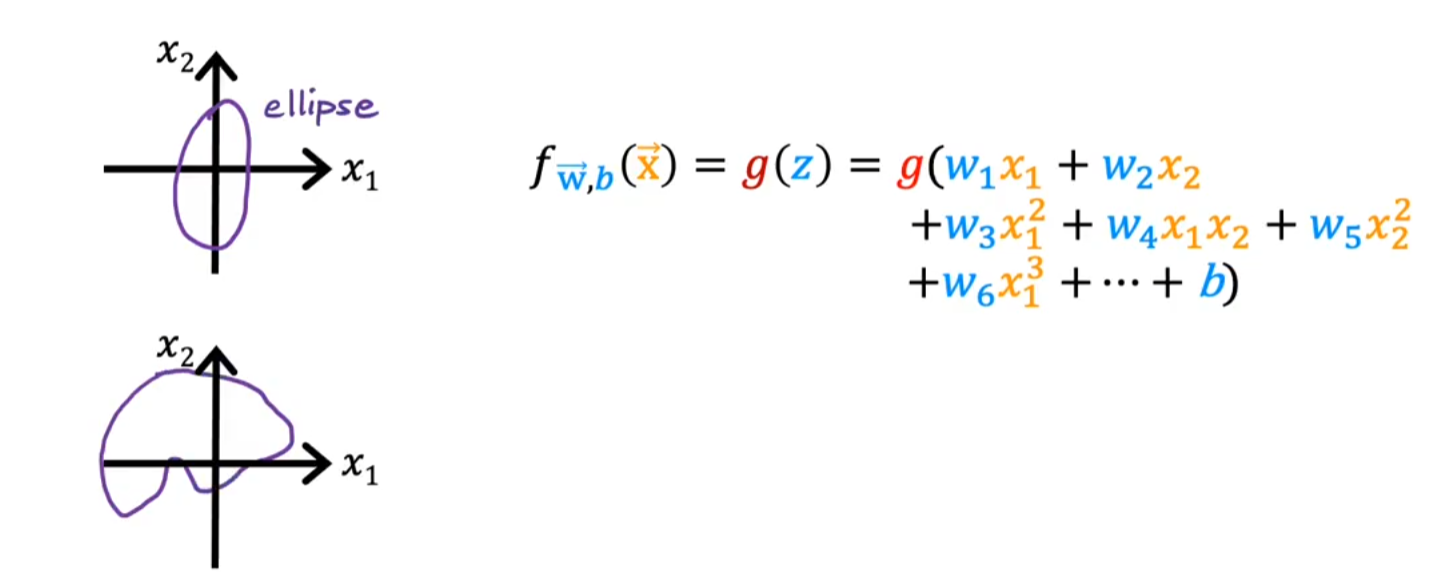 x₂
ellipse
x₁
f_{w⃗,b}(x⃗) = g(z) = g(w₁x₁ + w₂x₂
+w₃x₁² + w₄x₁x₂ + w₅x₂²
+w₆x₁³ + ⋯ + b)
x₂
x₁